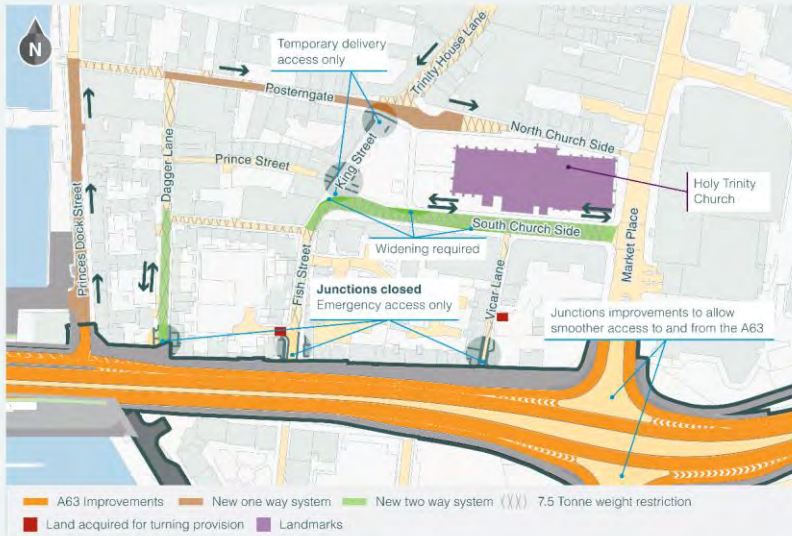 N
Temporary delivery
access only
Trinity House Lane
Posterngate
North Church Side
Dagger Lane
Prince Street
King Street
Holy Trinity
Church
Princes Dock Street
South Church Side
Market Place
Widening required
Fish Street
Vicar Lane
Junctions closed
Emergency access only
Junctions improvements to allow
smoother access to and from the A63
A63 Improvements New one way system New two way system 7.5 Tonne weight restriction
Land acquired for turning provision Landmarks